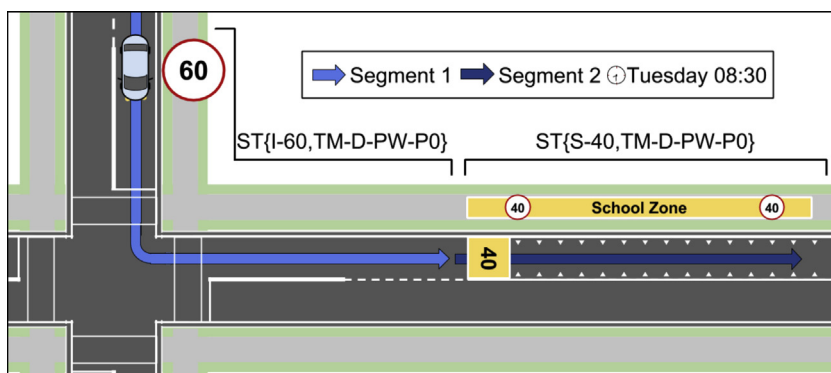 60
Segment 1
Segment 2
Tuesday 08:30
ST{I-60,TM-D-PW-P0}
ST{S-40,TM-D-PW-P0}
40
School Zone
40
40